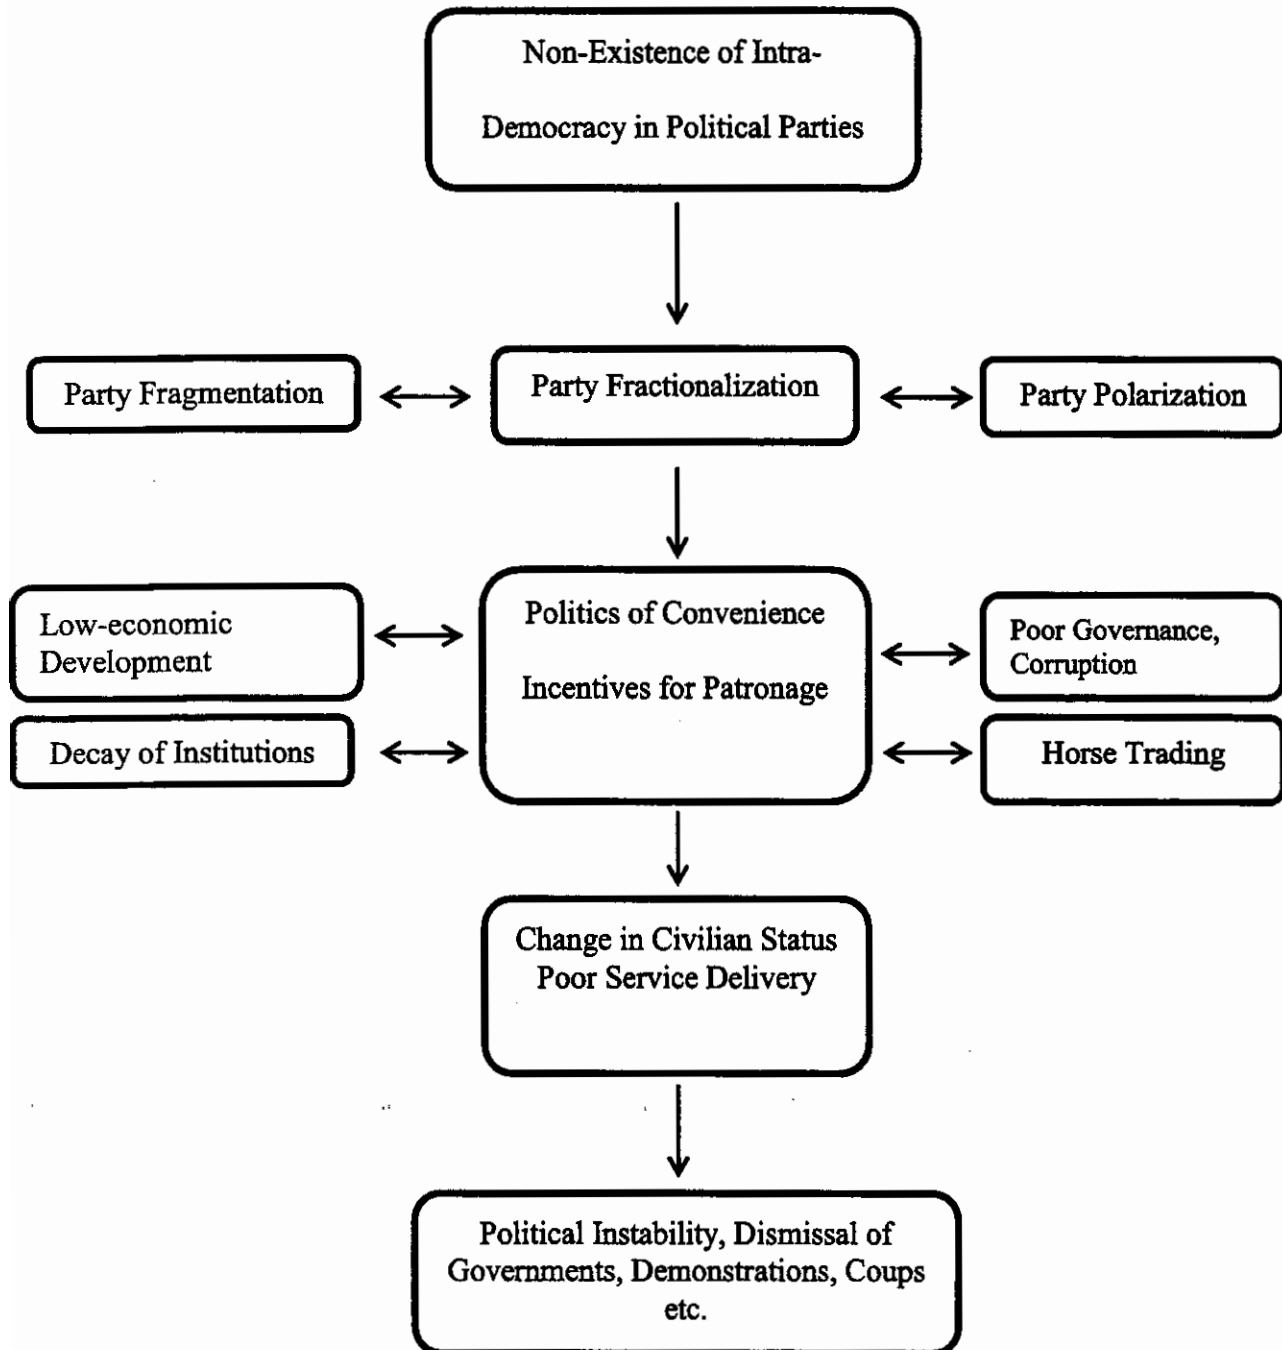 Non-Existence of Intra-
Democracy in Political Parties
Party Fragmentation
Party Fractionalization
Party Polarization
Low-economic
Development
Politics of Convenience
Incentives for Patronage
Poor Governance,
Corruption
Decay of Institutions
Horse Trading
Change in Civilian Status
Poor Service Delivery
Political Instability, Dismissal of
Governments, Demonstrations, Coups
etc.